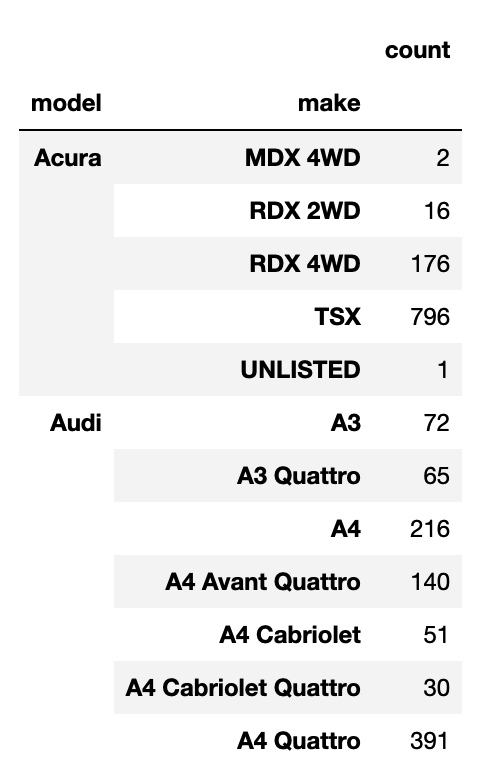 count
model make
Acura MDX 4WD 2
RDX 2WD 16
RDX 4WD 176
TSX 796
UNLISTED 1
Audi A3 72
A3 Quattro 65
A4 216
A4 Avant Quattro 140
A4 Cabriolet 51
A4 Cabriolet Quattro 30
A4 Quattro 391